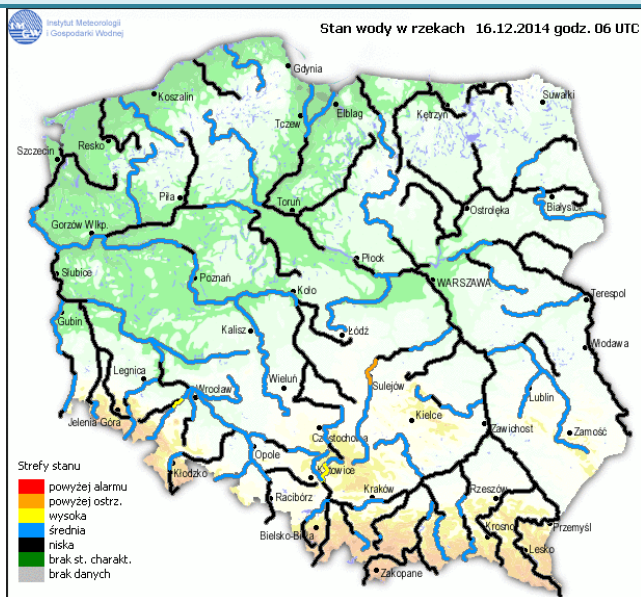 Instytut Meteorologii
i Gospodarki Wodnej
Stan wody w rzekach 16.12.2014 godz. 06 UTC
Gdynia
Koszalin
Suwałki
Tczew
Elbląg
Kętrzyn
Resko
Szczecin
Piła
Toruń
Ostrołęka
Białystok
Gorzów Wlkp.
Płock
Słubice
Poznań
WARSZAWA
Koło
Terespol
Gubin
Kalisz
Łódź
Włodawa
Legnica
Wrocław
Wieluń
Sulejów
Lublin
Jelenia Góra
Kielce
Zawichost
Zamość
Częstochowa
Opole
Kłodzko
Katowice
Racibórz
Kraków
Rzeszów
Bielsko-Biała
Krosno
Przemyśl
Lesko
Zakopane
Strefy stanu
powyżej alarmu
powyżej ostrz.
wysoka
średnia
niska
brak st. charakt.
brak danych